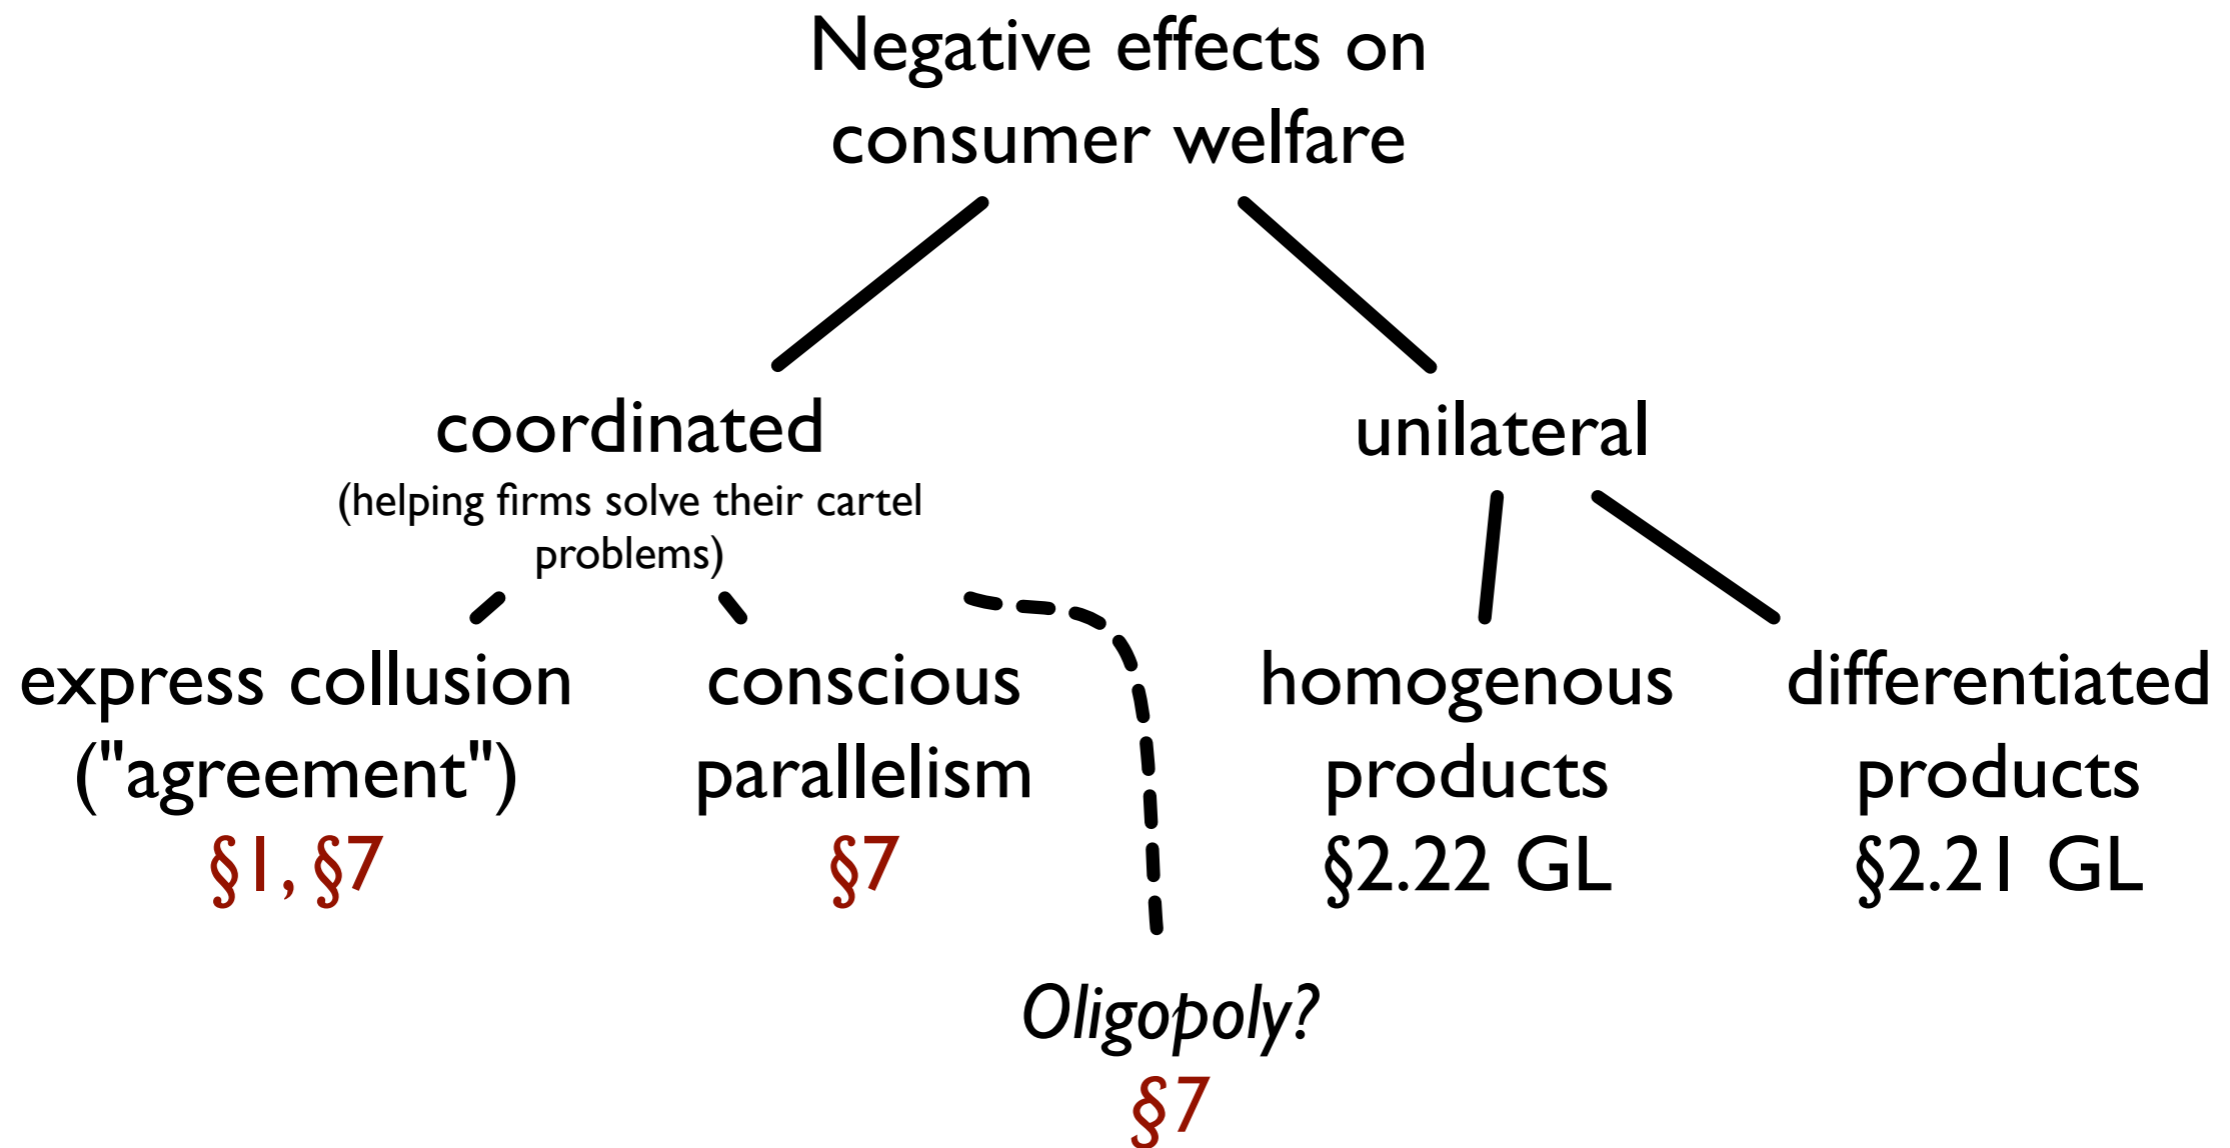 Negative effects on
consumer welfare
coordinated
(helping firms solve their cartel
problems)
unilateral
express collusion
("agreement")
§1, §7
conscious
parallelism
§7
homogenous
products
§2.22 GL
differentiated
products
§2.21 GL
Oligopoly?
§7